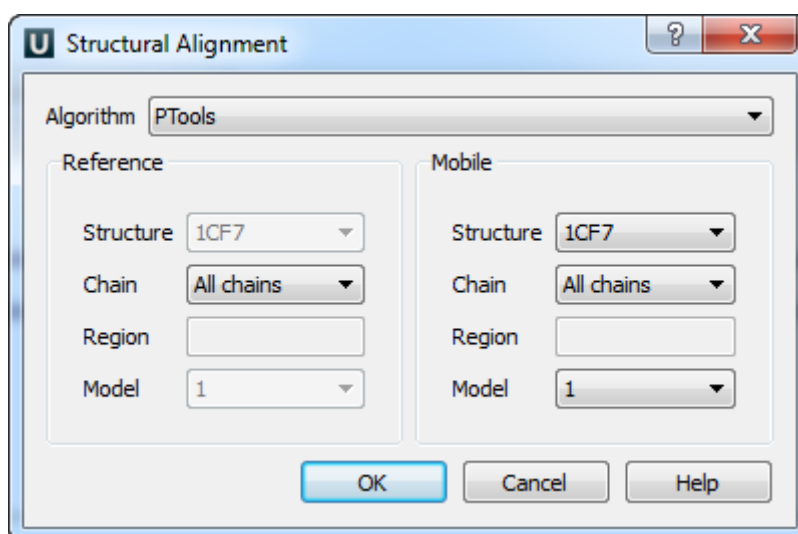 U Structural Alignment ? X
Algorithm PTools
Reference
Structure 1CF7
Chain All chains
Region
Model 1
Mobile
Structure 1CF7
Chain All chains
Region
Model 1
OK Cancel Help